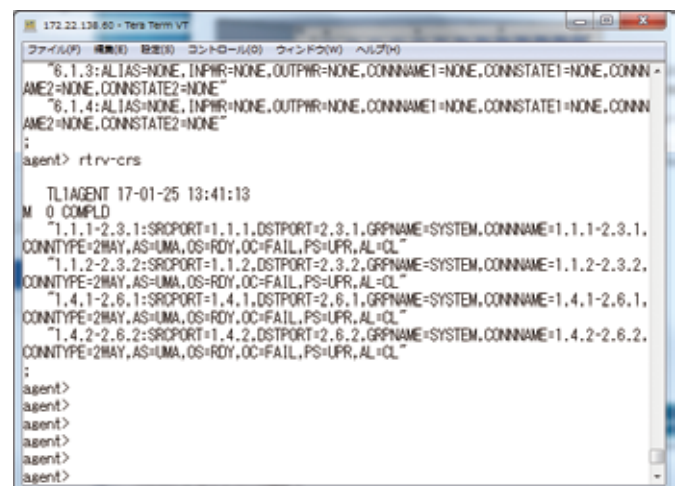 172.22.138.60 - Tera Term VT
ファイル(F) 編集(E) 設定(S) コントロール(O) ウィンドウ(W) ヘルプ(H)
"6.1.3:ALIAS=NONE,INPWR=NONE,OUTPWR=NONE,CONNNAME1=NONE,CONNSTATE1=NONE,CONNN
AME2=NONE,CONNSTATE2=NONE"
"6.1.4:ALIAS=NONE,INPWR=NONE,OUTPWR=NONE,CONNNAME1=NONE,CONNSTATE1=NONE,CONNN
AME2=NONE,CONNSTATE2=NONE"
;
agent> rtrv-crs
TL1AGENT 17-01-25 13:41:13
M 0 COMPLD
"1.1.1-2.3.1:SRCPORT=1.1.1,DSTPORT=2.3.1,GRPNAME=SYSTEM,CONNNAME=1.1.1-2.3.1,
CONNTYPE=2WAY,AS=UMA,OS=RDY,OC=FAIL,PS=UPR,AL=CL"
"1.1.2-2.3.2:SRCPORT=1.1.2,DSTPORT=2.3.2,GRPNAME=SYSTEM,CONNNAME=1.1.2-2.3.2,
CONNTYPE=2WAY,AS=UMA,OS=RDY,OC=FAIL,PS=UPR,AL=CL"
"1.4.1-2.6.1:SRCPORT=1.4.1,DSTPORT=2.6.1,GRPNAME=SYSTEM,CONNNAME=1.4.1-2.6.1,
CONNTYPE=2WAY,AS=UMA,OS=RDY,OC=FAIL,PS=UPR,AL=CL"
"1.4.2-2.6.2:SRCPORT=1.4.2,DSTPORT=2.6.2,GRPNAME=SYSTEM,CONNNAME=1.4.2-2.6.2,
CONNTYPE=2WAY,AS=UMA,OS=RDY,OC=FAIL,PS=UPR,AL=CL"
;
agent>
agent>
agent>
agent>
agent>
agent>